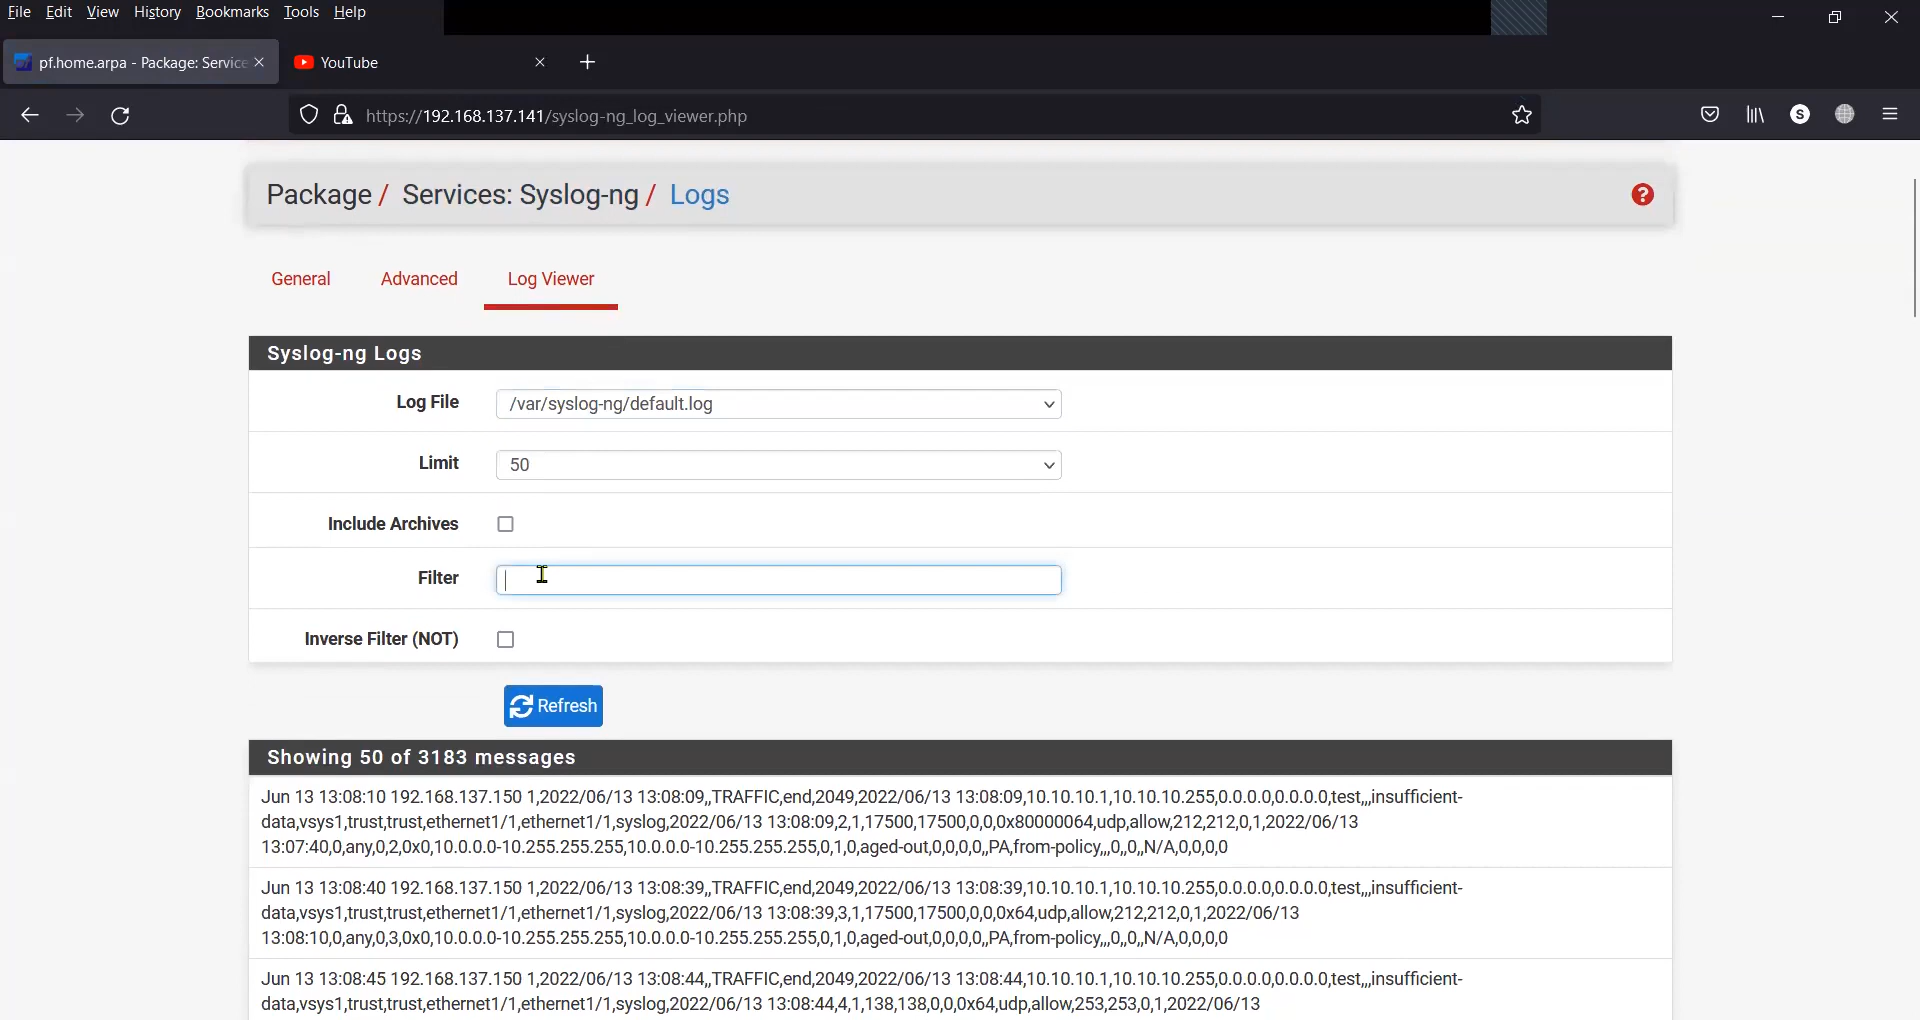 File Edit View History Bookmarks Tools Help
pf.home.arpa - Package: Service
YouTube
https://192.168.137.141/syslog-ng_log_viewer.php
S
Package / Services: Syslog-ng / Logs
?
General Advanced Log Viewer
Syslog-ng Logs
Log File /var/syslog-ng/default.log
Limit 50
Include Archives
Filter
Inverse Filter (NOT)
Refresh
Showing 50 of 3183 messages
Jun 13 13:08:10 192.168.137.150 1,2022/06/13 13:08:09,,TRAFFIC,end,2049,2022/06/13 13:08:09,10.10.10.1,10.10.10.255,0.0.0.0,0.0.0.0,test,,,insufficient-
data,vsys1,trust,trust,ethernet1/1,ethernet1/1,syslog,2022/06/13 13:08:09,2,1,17500,17500,0,0,0x80000064,udp,allow,212,212,0,1,2022/06/13
13:07:40,0,any,0,2,0x0,10.0.0.0-10.255.255.255,10.0.0.0-10.255.255.255,0,1,0,aged-out,0,0,0,0,,PA,from-policy,,,0,,0,,N/A,0,0,0,0
Jun 13 13:08:40 192.168.137.150 1,2022/06/13 13:08:39,,TRAFFIC,end,2049,2022/06/13 13:08:39,10.10.10.1,10.10.10.255,0.0.0.0,0.0.0.0,test,,,insufficient-
data,vsys1,trust,trust,ethernet1/1,ethernet1/1,syslog,2022/06/13 13:08:39,3,1,17500,17500,0,0,0x64,udp,allow,212,212,0,1,2022/06/13
13:08:10,0,any,0,3,0x0,10.0.0.0-10.255.255.255,10.0.0.0-10.255.255.255,0,1,0,aged-out,0,0,0,0,,PA,from-policy,,,0,,0,,N/A,0,0,0,0
Jun 13 13:08:45 192.168.137.150 1,2022/06/13 13:08:44,,TRAFFIC,end,2049,2022/06/13 13:08:44,10.10.10.1,10.10.10.255,0.0.0.0,0.0.0.0,test,,,insufficient-
data,vsys1,trust,trust,ethernet1/1,ethernet1/1,syslog,2022/06/13 13:08:44,4,1,138,138,0,0,0x64,udp,allow,253,253,0,1,2022/06/13